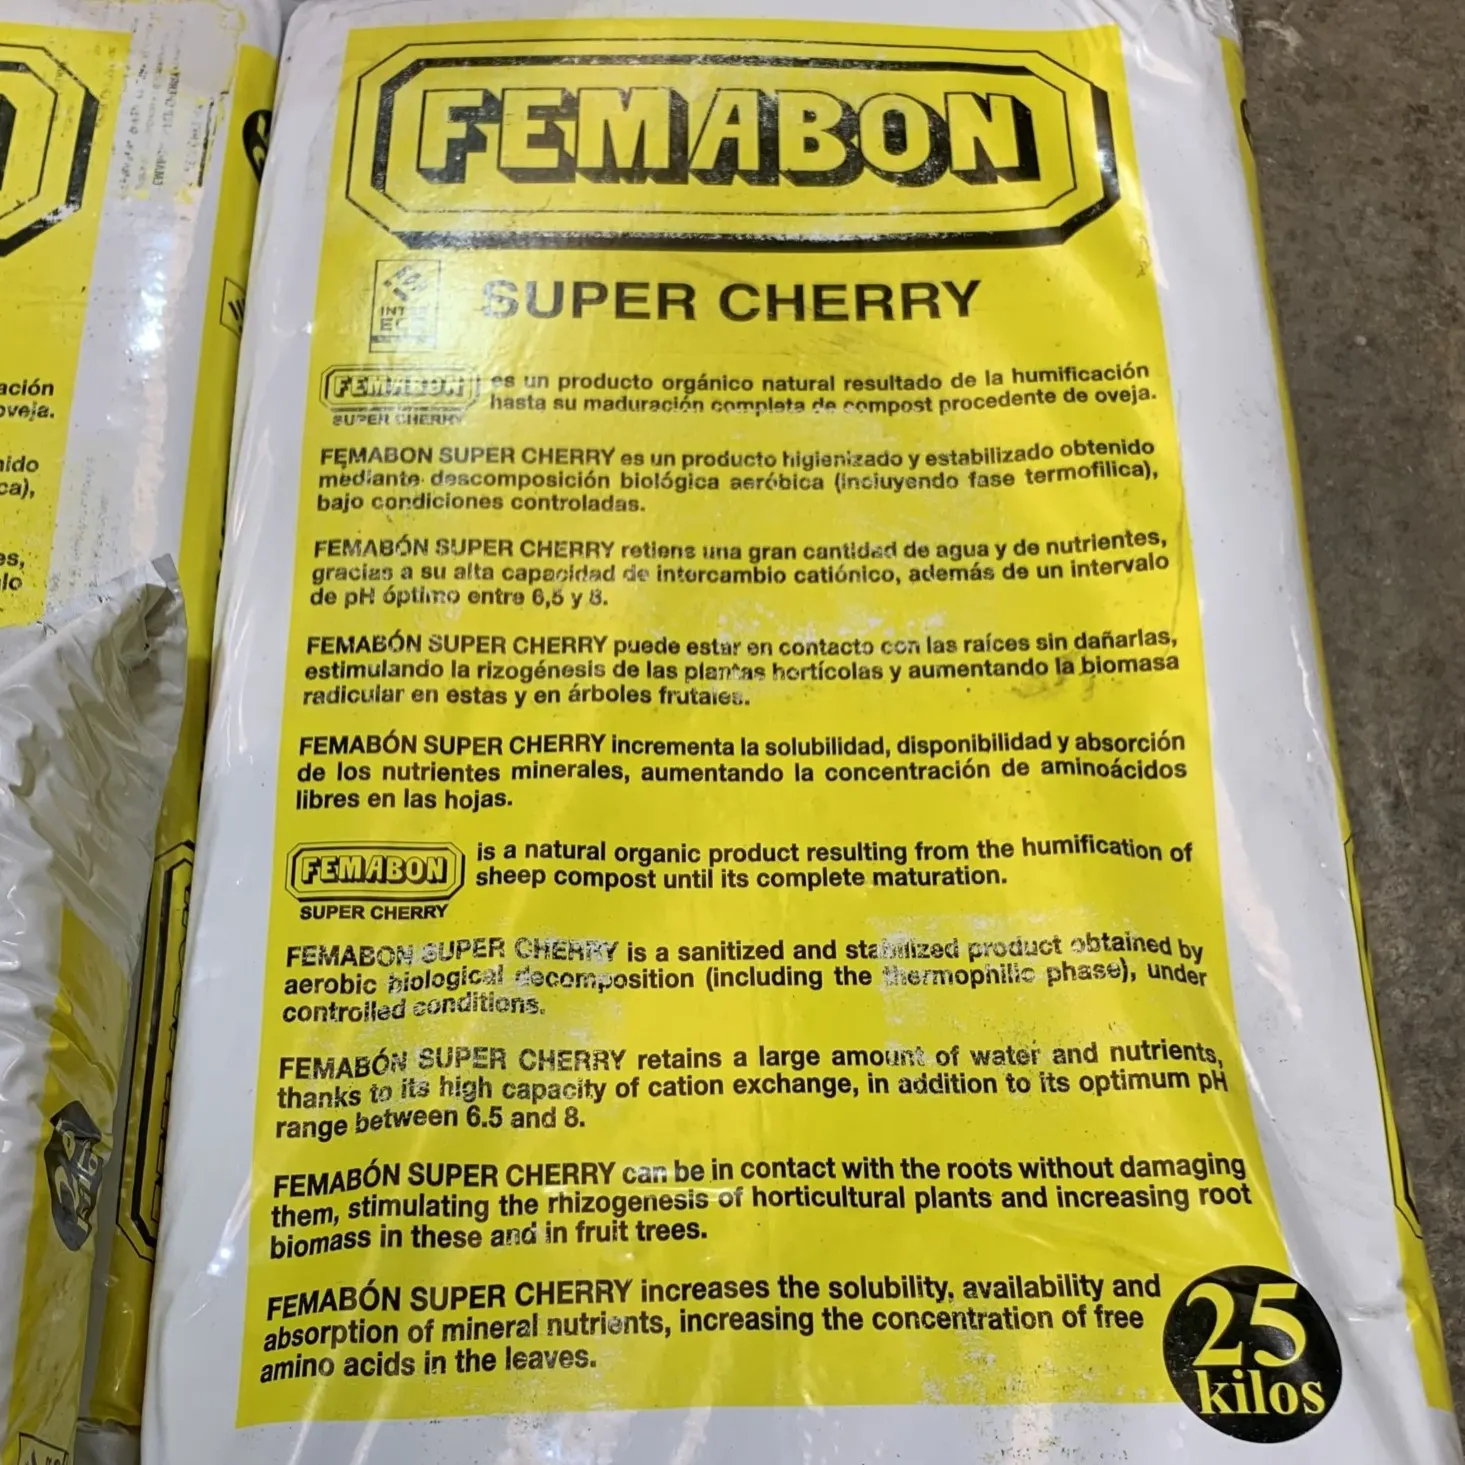 FEMABON
SUPER CHERRY
FEMABON es un producto orgánico natural resultado de la humificación
SUPER CHERRY hasta su maduración completa de compost procedente de oveja.
FEMABON SUPER CHERRY es un producto higienizado y estabilizado obtenido
mediante descomposición biológica aeróbica (incluyendo fase termofilica),
bajo condiciones controladas.
FEMABÓN SUPER CHERRY retiene una gran cantidad de agua y de nutrientes,
gracias a su alta capacidad de intercambio catiónico, además de un intervalo
de pH óptimo entre 6,5 y 8.
FEMABÓN SUPER CHERRY puede estar en contacto con las raíces sin dañarlas,
estimulando la rizogénesis de las plantas hortícolas y aumentando la biomasa
radicular en estas y en árboles frutales.
FEMABÓN SUPER CHERRY incrementa la solubilidad, disponibilidad y absorción
de los nutrientes minerales, aumentando la concentración de aminoácidos
libres en las hojas.
FEMABON is a natural organic product resulting from the humification of
sheep compost until its complete maturation.
SUPER CHERRY
FEMABON SUPER CHERRY is a sanitized and stabilized product obtained by
aerobic biological decomposition (including the thermophilic phase), under
controlled conditions.
FEMABÓN SUPER CHERRY retains a large amount of water and nutrients,
thanks to its high capacity of cation exchange, in addition to its optimum pH
range between 6.5 and 8.
FEMABÓN SUPER CHERRY can be in contact with the roots without damaging
them, stimulating the rhizogenesis of horticultural plants and increasing root
biomass in these and in fruit trees.
FEMABÓN SUPER CHERRY increases the solubility, availability and
absorption of mineral nutrients, increasing the concentration of free
amino acids in the leaves.
25
kilos